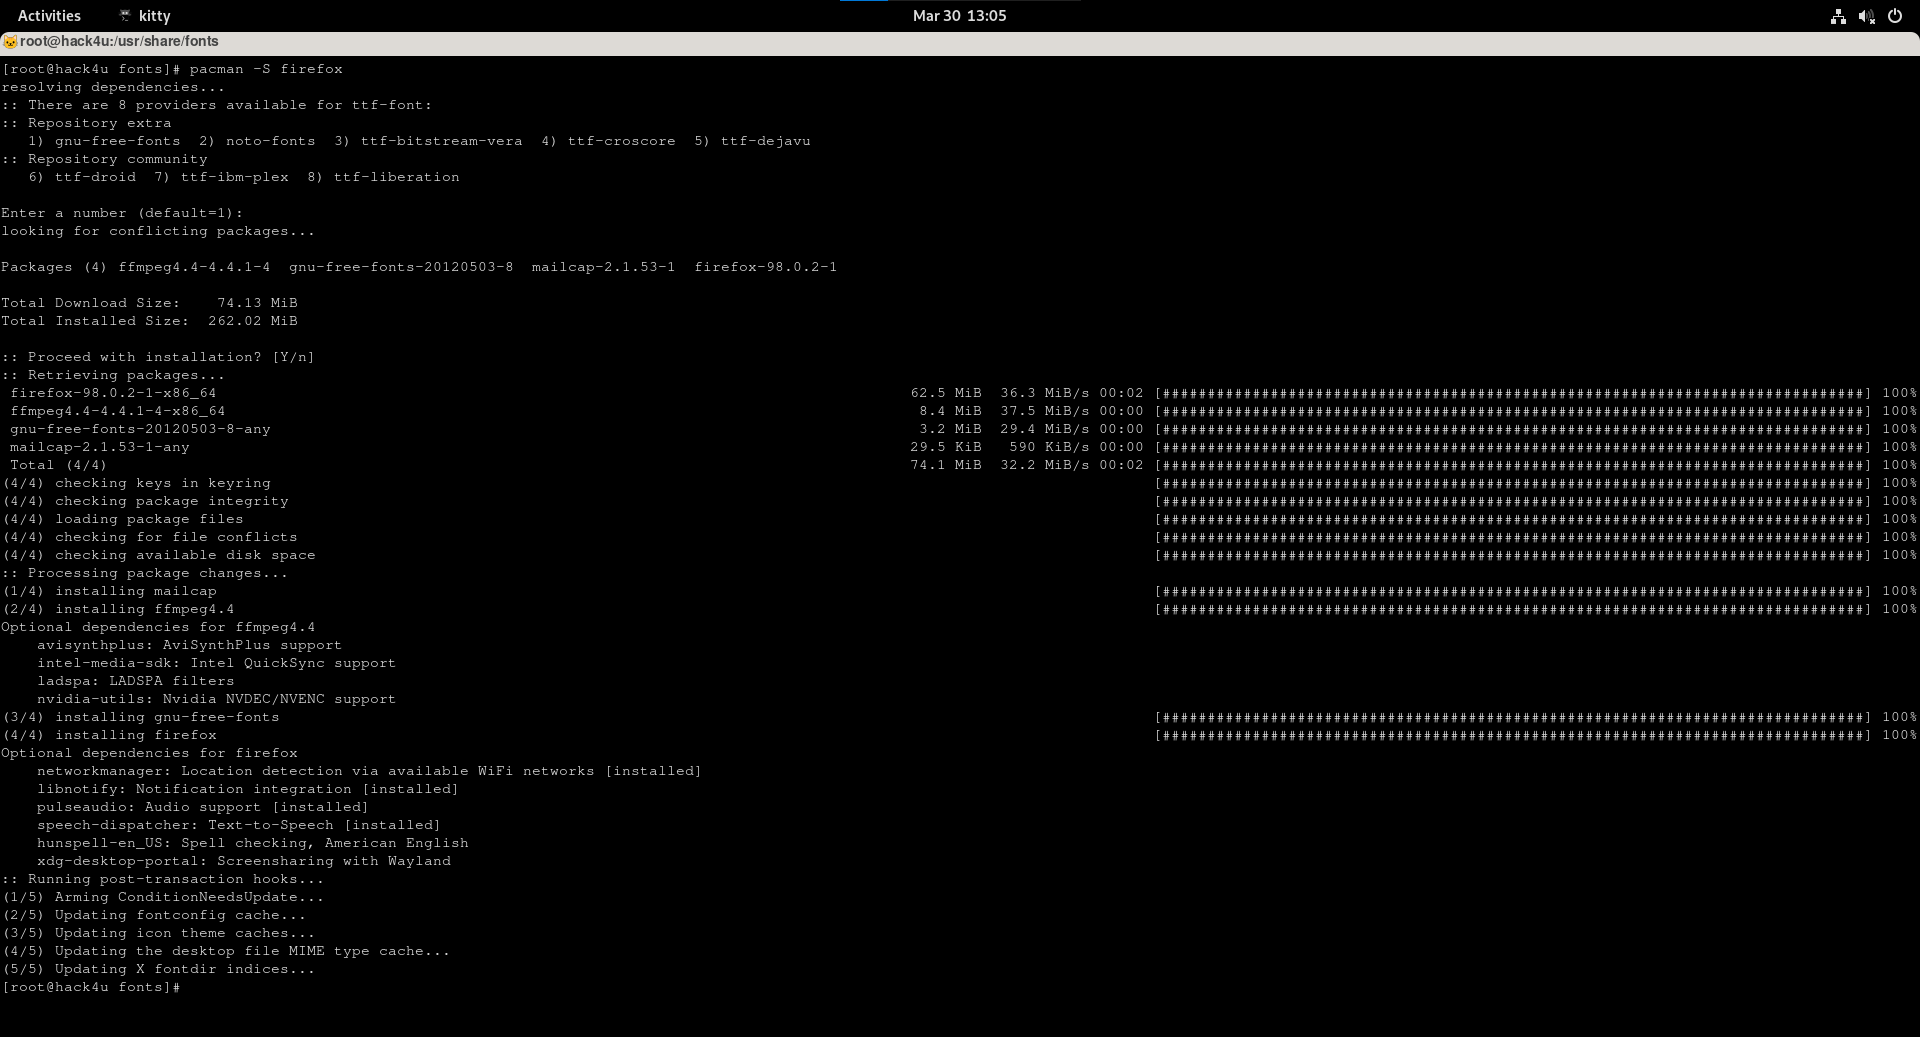 Activities kitty Mar 30 13:05
root@hack4u:/usr/share/fonts
[root@hack4u fonts]# pacman -S firefox
resolving dependencies...
:: There are 8 providers available for ttf-font:
:: Repository extra
   1) gnu-free-fonts  2) noto-fonts  3) ttf-bitstream-vera  4) ttf-croscore  5) ttf-dejavu
:: Repository community
   6) ttf-droid  7) ttf-ibm-plex  8) ttf-liberation
Enter a number (default=1):
looking for conflicting packages...
Packages (4) ffmpeg4.4-4.4.1-4  gnu-free-fonts-20120503-8  mailcap-2.1.53-1  firefox-98.0.2-1
Total Download Size:    74.13 MiB
Total Installed Size:  262.02 MiB
:: Proceed with installation? [Y/n]
:: Retrieving packages...
 firefox-98.0.2-1-x86_64 62.5 MiB  36.3 MiB/s 00:02 [##############################################################################] 100%
 ffmpeg4.4-4.4.1-4-x86_64 8.4 MiB  37.5 MiB/s 00:00 [##############################################################################] 100%
 gnu-free-fonts-20120503-8-any 3.2 MiB  29.4 MiB/s 00:00 [##############################################################################] 100%
 mailcap-2.1.53-1-any 29.5 KiB   590 KiB/s 00:00 [##############################################################################] 100%
 Total (4/4) 74.1 MiB  32.2 MiB/s 00:02 [##############################################################################] 100%
(4/4) checking keys in keyring [##############################################################################] 100%
(4/4) checking package integrity [##############################################################################] 100%
(4/4) loading package files [##############################################################################] 100%
(4/4) checking for file conflicts [##############################################################################] 100%
(4/4) checking available disk space [##############################################################################] 100%
:: Processing package changes...
(1/4) installing mailcap [##############################################################################] 100%
(2/4) installing ffmpeg4.4 [##############################################################################] 100%
Optional dependencies for ffmpeg4.4
    avisynthplus: AviSynthPlus support
    intel-media-sdk: Intel QuickSync support
    ladspa: LADSPA filters
    nvidia-utils: Nvidia NVDEC/NVENC support
(3/4) installing gnu-free-fonts [##############################################################################] 100%
(4/4) installing firefox [##############################################################################] 100%
Optional dependencies for firefox
    networkmanager: Location detection via available WiFi networks [installed]
    libnotify: Notification integration [installed]
    pulseaudio: Audio support [installed]
    speech-dispatcher: Text-to-Speech [installed]
    hunspell-en_US: Spell checking, American English
    xdg-desktop-portal: Screensharing with Wayland
:: Running post-transaction hooks...
(1/5) Arming ConditionNeedsUpdate...
(2/5) Updating fontconfig cache...
(3/5) Updating icon theme caches...
(4/5) Updating the desktop file MIME type cache...
(5/5) Updating X fontdir indices...
[root@hack4u fonts]#